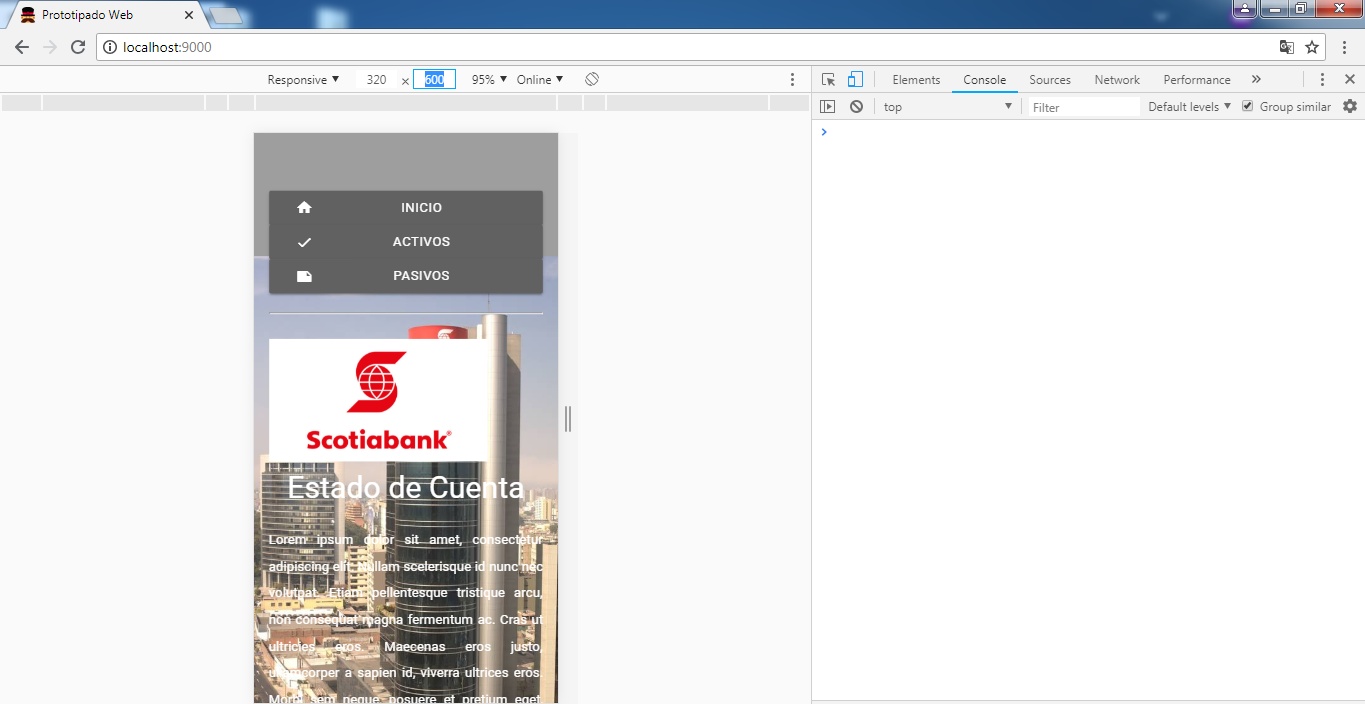 Prototipado Web
localhost:9000
Responsive 320 × 600 95% Online
Elements Console Sources Network Performance
top Filter Default levels Group similar
INICIO
ACTIVOS
PASIVOS
Scotiabank
Estado de Cuenta
Lorem ipsum dolor sit amet, consectetur
adipiscing elit. Nullam scelerisque id nunc nec
volutpat. Etiam pellentesque tristique arcu,
non consequat magna fermentum ac. Cras ut
ultricies eros. Maecenas eros justo,
ullamcorper a sapien id, viverra ultrices eros.
Morbi sem neque, posuere et pretium eget,